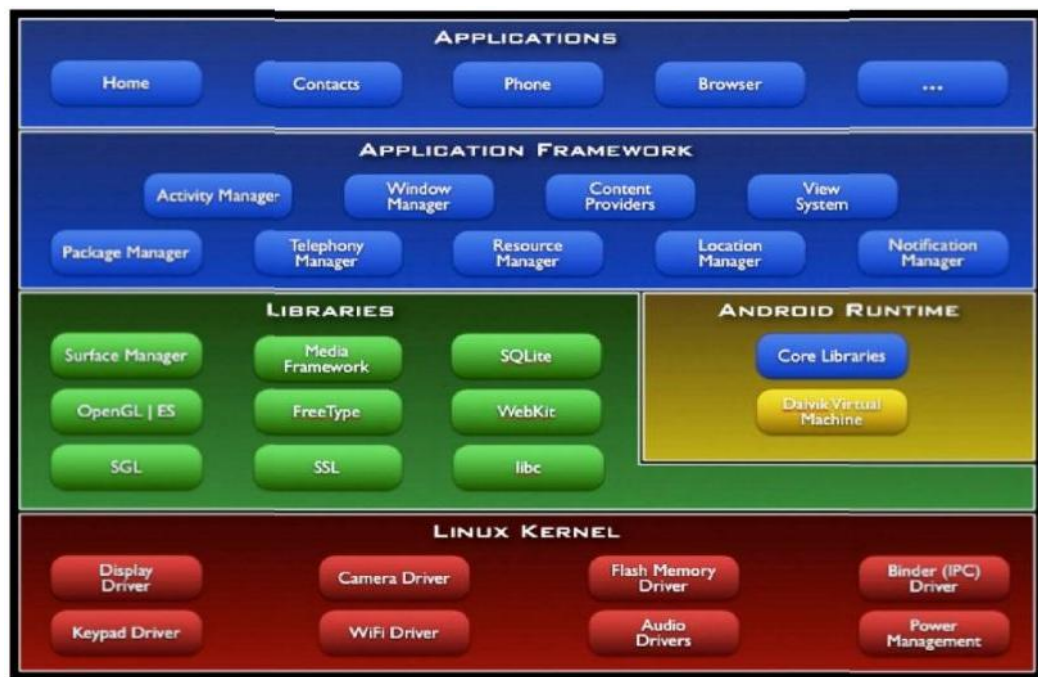 APPLICATIONS
Home
Contacts
Phone
Browser
...
APPLICATION FRAMEWORK
Activity Manager
Window
Manager
Content
Providers
View
System
Package Manager
Telephony
Manager
Resource
Manager
Location
Manager
Notification
Manager
LIBRARIES
Surface Manager
Media
Framework
SQLite
OpenGL | ES
FreeType
WebKit
SGL
SSL
libc
ANDROID RUNTIME
Core Libraries
Dalvik Virtual
Machine
LINUX KERNEL
Display
Driver
Camera Driver
Flash Memory
Driver
Binder (IPC)
Driver
Keypad Driver
WiFi Driver
Audio
Drivers
Power
Management